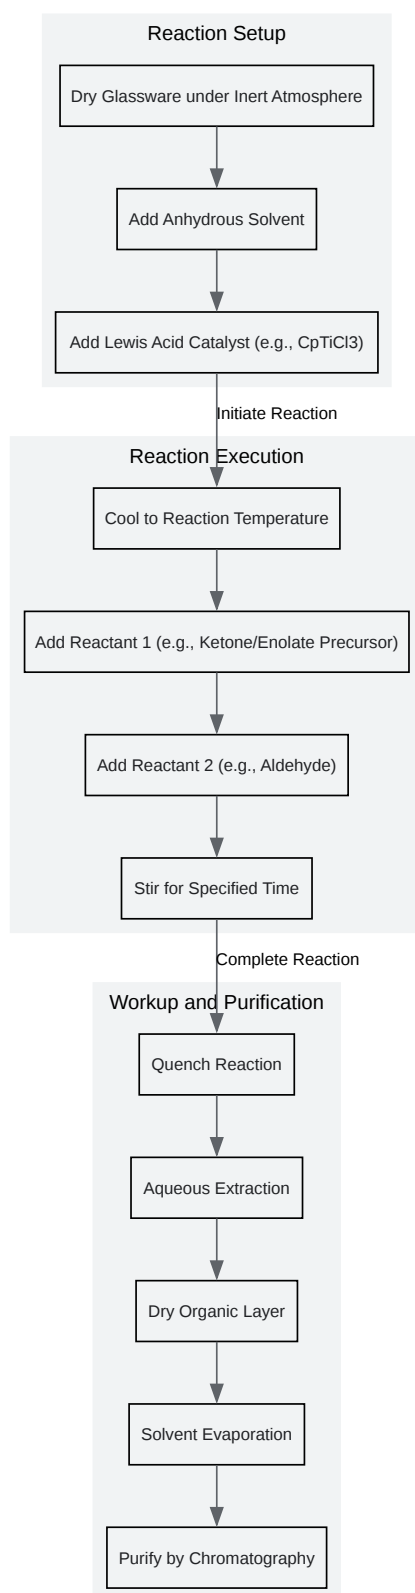 Reaction Setup
Dry Glassware under Inert Atmosphere
Add Anhydrous Solvent
Add Lewis Acid Catalyst (e.g., CpTiCl3)
Initiate Reaction
Reaction Execution
Cool to Reaction Temperature
Add Reactant 1 (e.g., Ketone/Enolate Precursor)
Add Reactant 2 (e.g., Aldehyde)
Stir for Specified Time
Complete Reaction
Workup and Purification
Quench Reaction
Aqueous Extraction
Dry Organic Layer
Solvent Evaporation
Purify by Chromatography